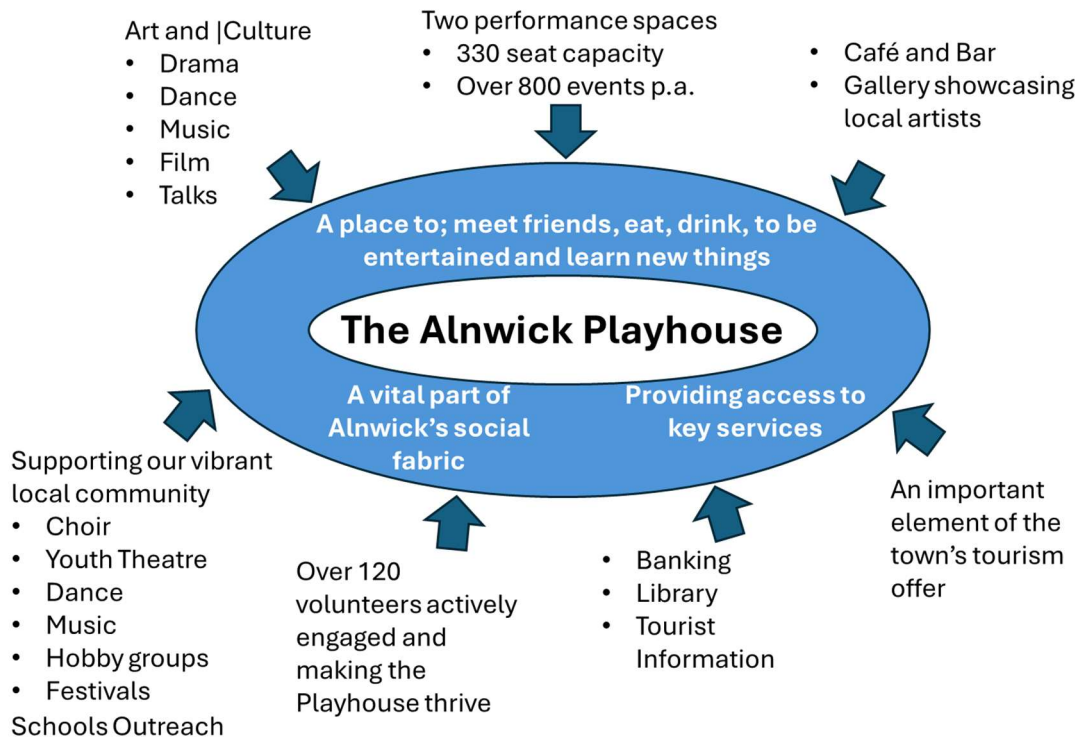 Art and |Culture
• Drama
• Dance
• Music
• Film
• Talks
Two performance spaces
• 330 seat capacity
• Over 800 events p.a.
• Café and Bar
• Gallery showcasing
local artists
A place to; meet friends, eat, drink, to be
entertained and learn new things
The Alnwick Playhouse
A vital part of
Alnwick's social
fabric
Providing access to
key services
Supporting our vibrant
local community
• Choir
• Youth Theatre
• Dance
• Music
• Hobby groups
• Festivals
Schools Outreach
Over 120
volunteers actively
engaged and
making the
Playhouse thrive
• Banking
• Library
• Tourist
Information
An important
element of the
town's tourism
offer